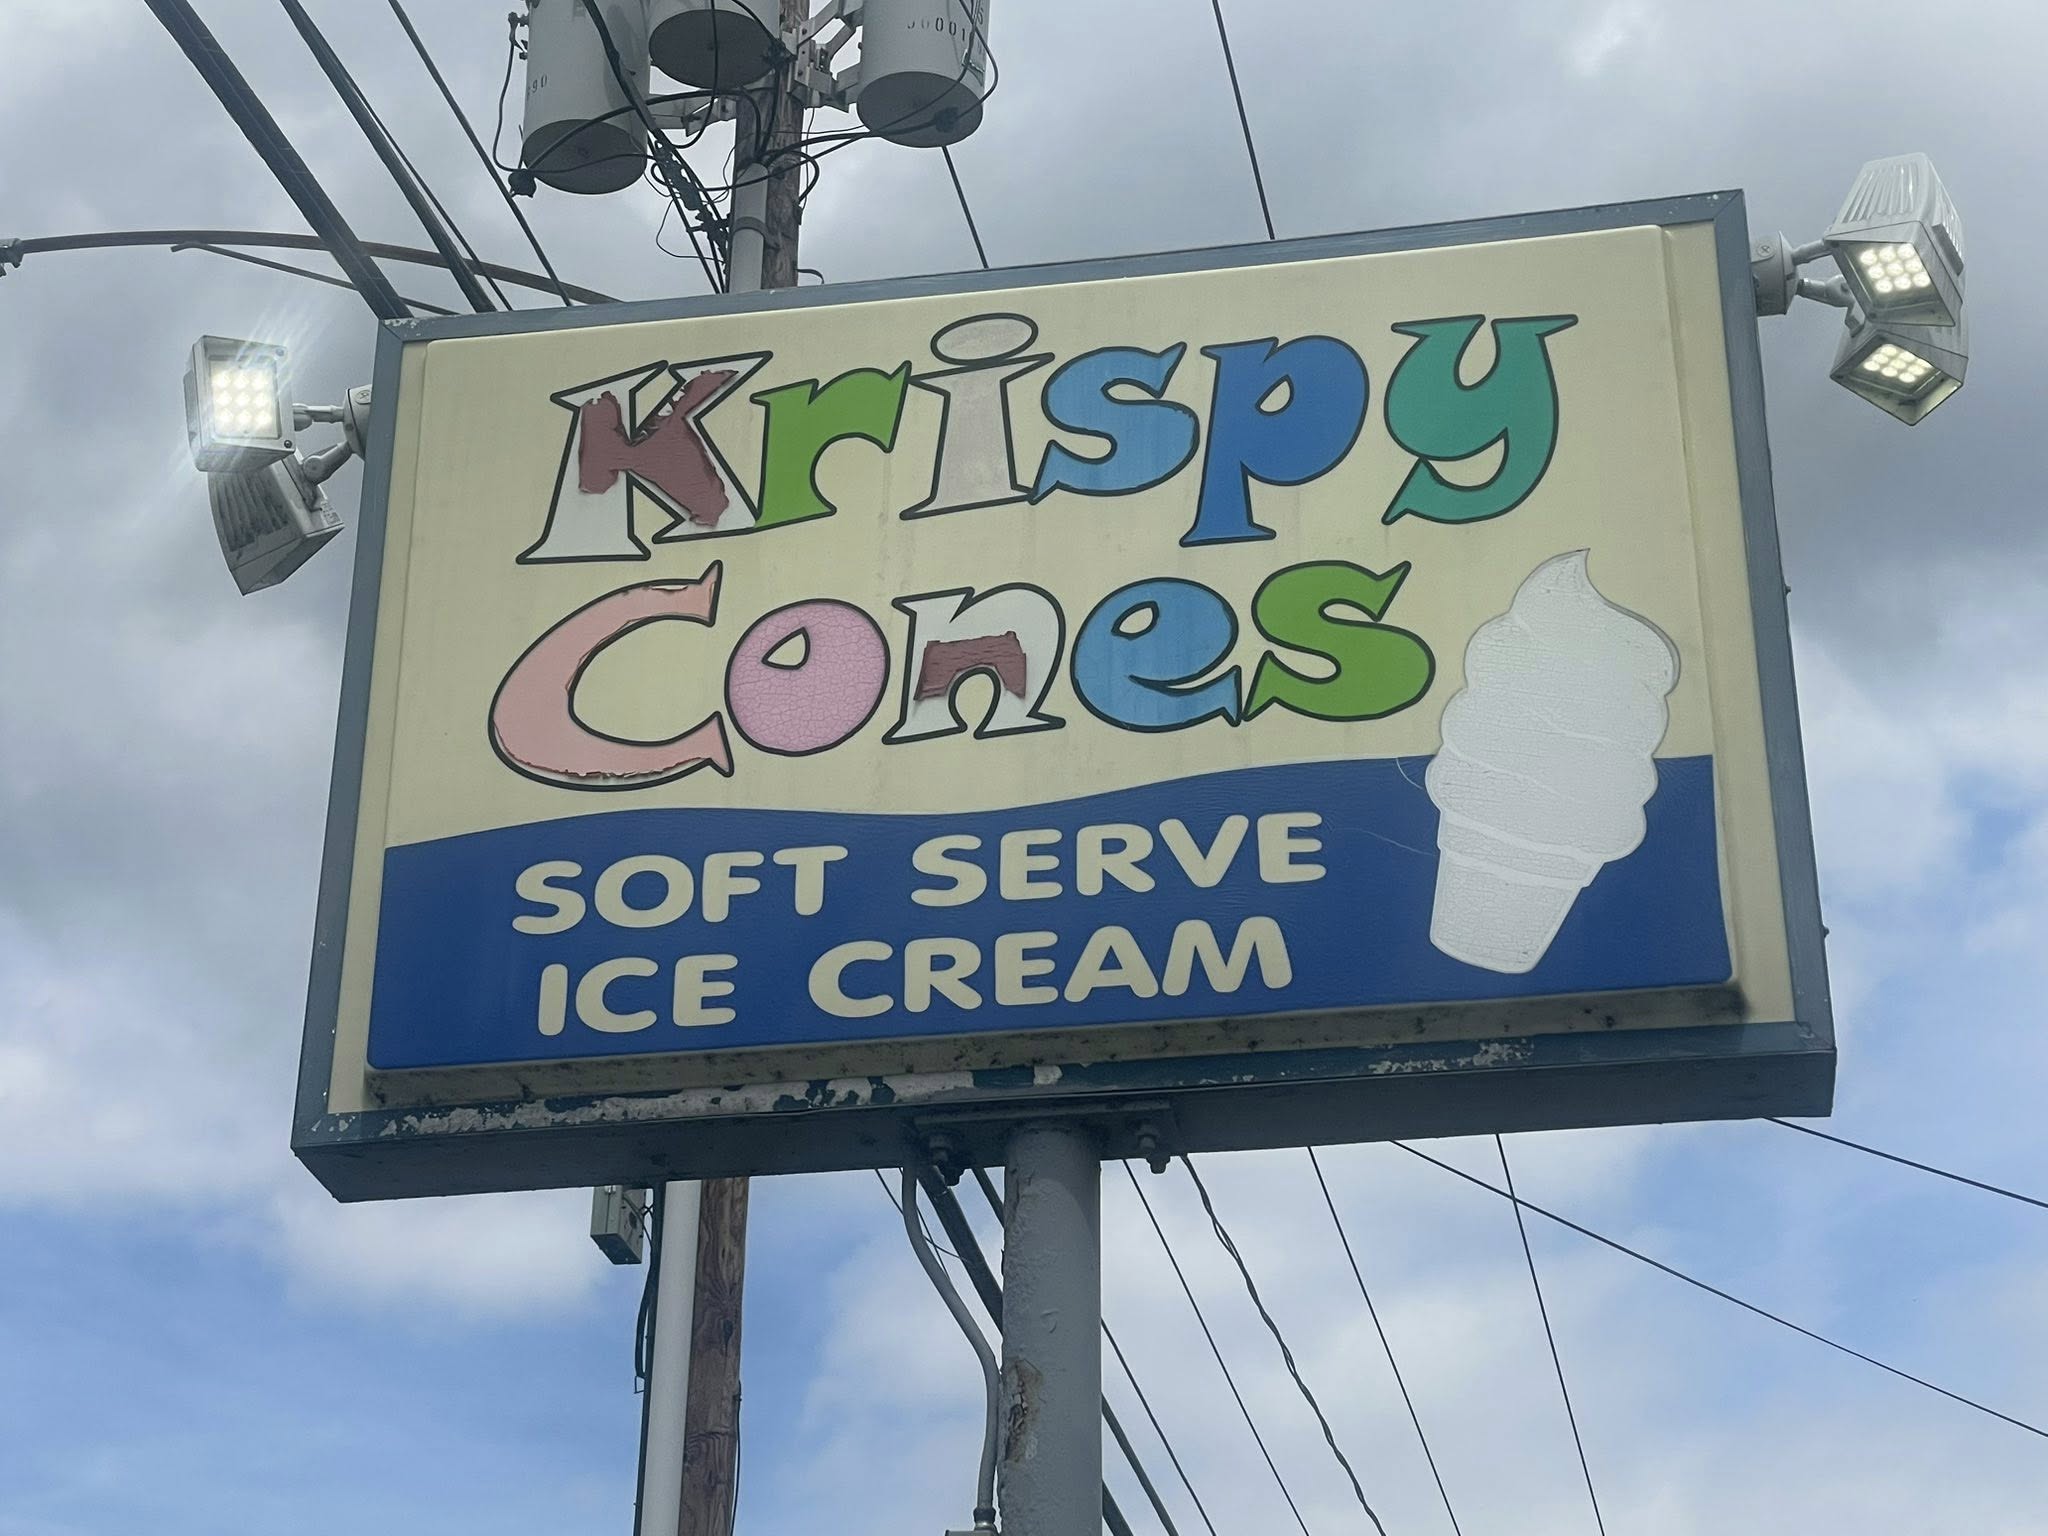 Krispy
Cones
SOFT SERVE
ICE CREAM